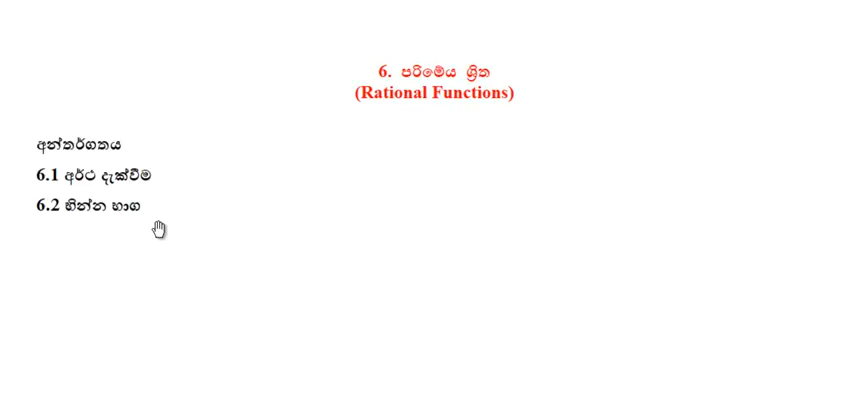 6. පරිමේය ශ්‍රිත
(Rational Functions)
අන්තර්ගතය
6.1 අර්ථ දැක්වීම
6.2 භින්න භාග